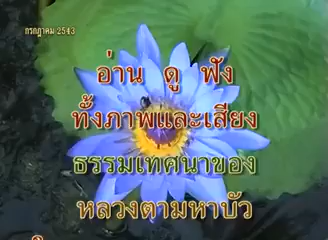 กรกฎาคม 2543
อ่าน ดู ฟัง
ทั้งภาพและเสียง
ธรรมเทศนาของ
หลวงตามหาบัว